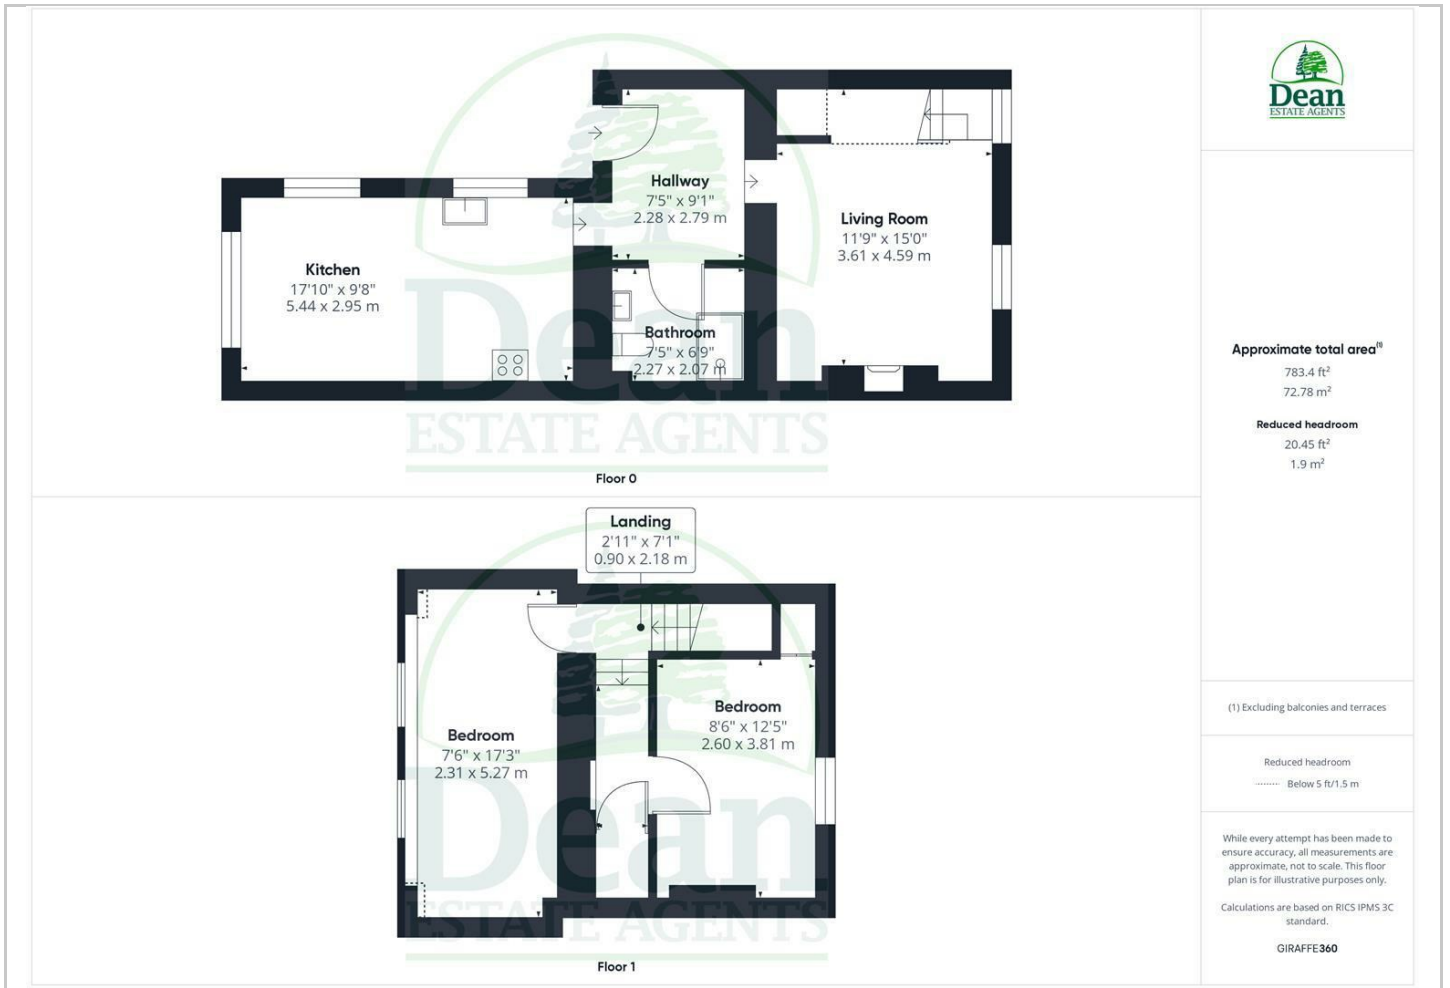 Hallway
7'5" x 9'1"
2.28 x 2.79 m
Living Room
11'9" x 15'0"
3.61 x 4.59 m
Kitchen
17'10" x 9'8"
5.44 x 2.95 m
Bathroom
7'5" x 6'9"
2.27 x 2.07 m
Dean
ESTATE AGENTS
Floor 0
Landing
2'11" x 7'1"
0.90 x 2.18 m
Bedroom
8'6" x 12'5"
2.60 x 3.81 m
Bedroom
7'6" x 17'3"
2.31 x 5.27 m
Dean
ESTATE AGENTS
Floor 1
Dean
ESTATE AGENTS
Approximate total area(1)
783.4 ft²
72.78 m²
Reduced headroom
20.45 ft²
1.9 m²
(1) Excluding balconies and terraces
Reduced headroom
Below 5 ft/1.5 m
While every attempt has been made to
ensure accuracy, all measurements are
approximate, not to scale. This floor
plan is for illustrative purposes only.
Calculations are based on RICS IPMS 3C
standard.
GIRAFFE360